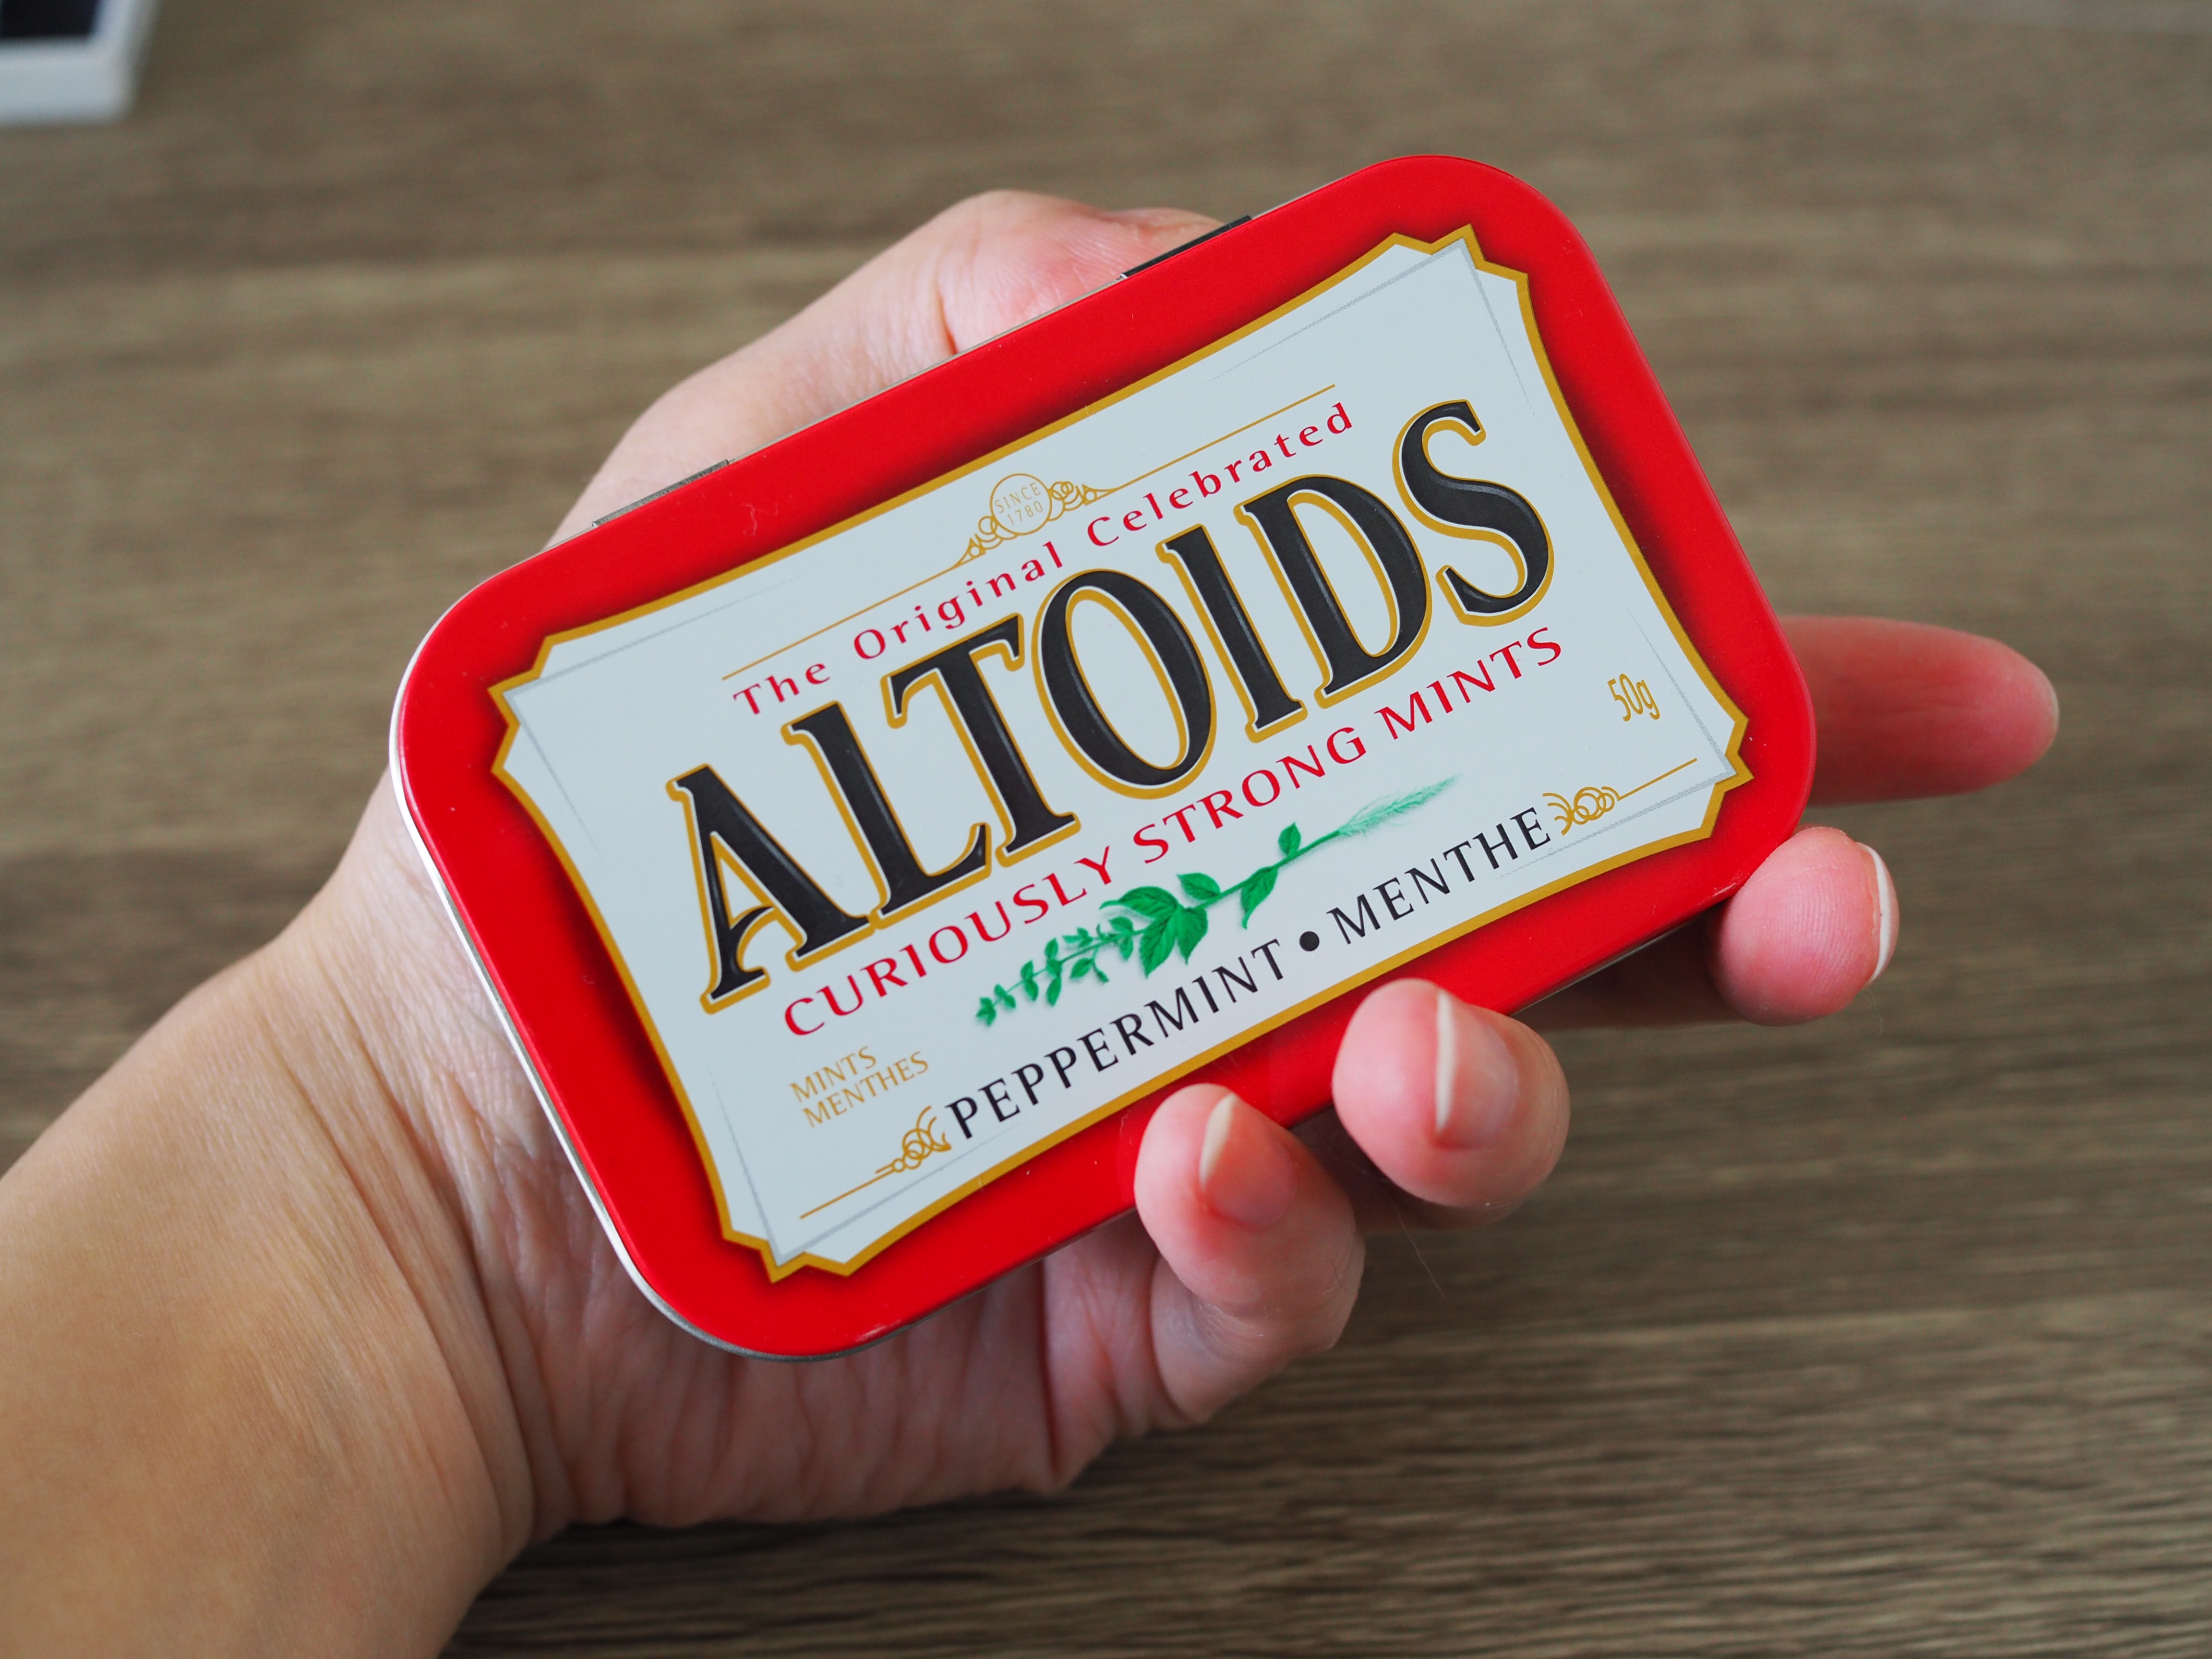 SINCE
1780
The Original Celebrated
ALTOIDS
CURIOUSLY STRONG MINTS
50g
MINTS
MENTHES
PEPPERMINT • MENTHE